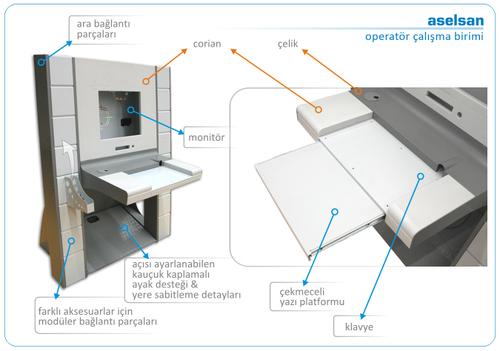 aselsan
operatör çalışma birimi
ara bağlantı
parçaları
corian
çelik
monitör
açısı ayarlanabilen
kauçuk kaplamalı
ayak desteği &
yere sabitleme detayları
farklı aksesuarlar için
modüler bağlantı parçaları
çekmeceli
yazı platformu
klavye